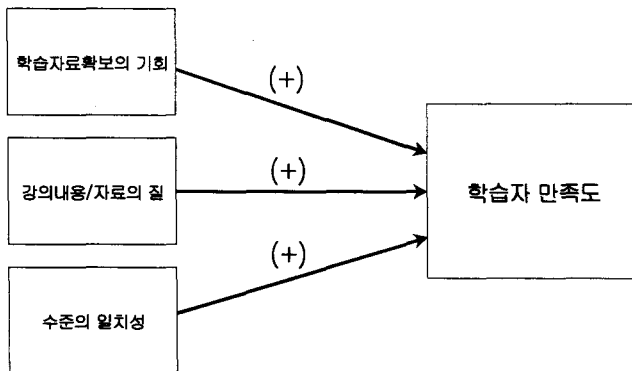 학습자료확보의 기회
(+)
강의내용/자료의 질
(+)
학습자 만족도
(+)
수준의 일치성